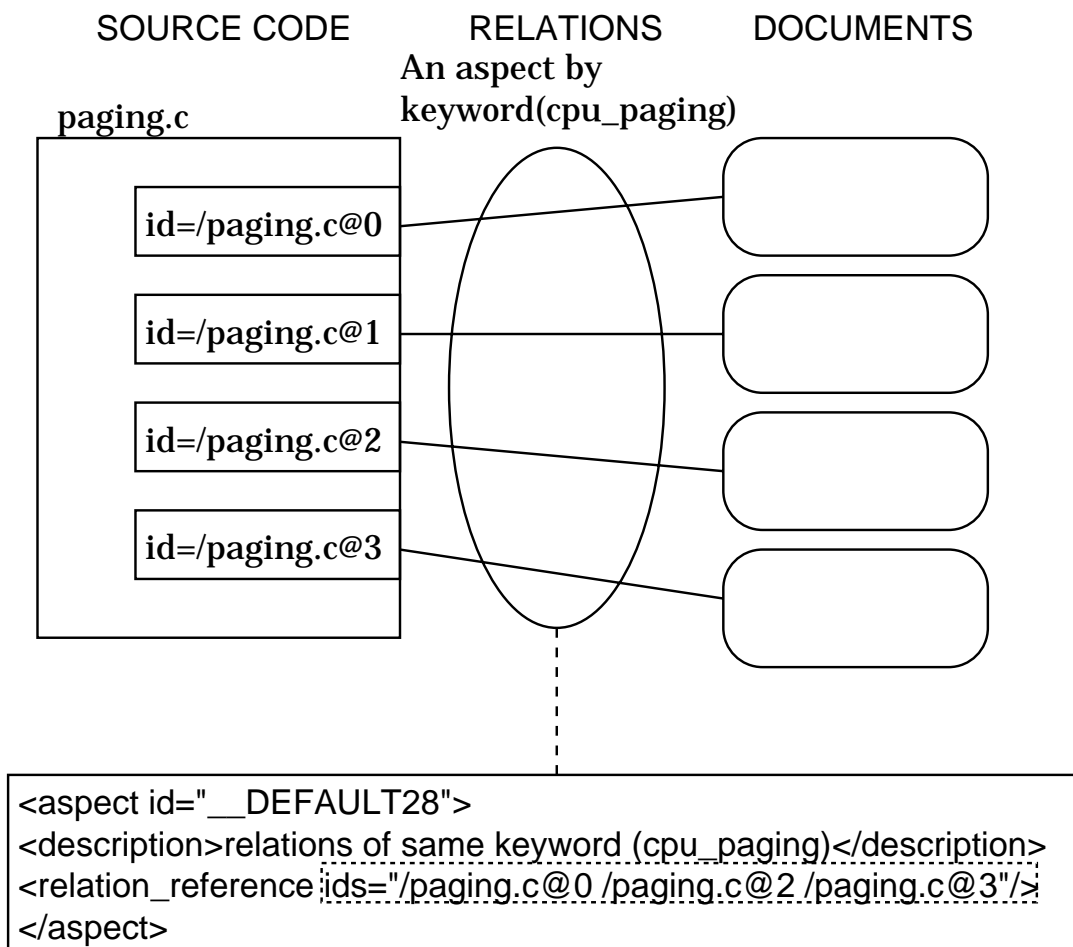 SOURCE CODE RELATIONS DOCUMENTS
An aspect by
keyword(cpu_paging)
paging.c
id=/paging.c@0
id=/paging.c@1
id=/paging.c@2
id=/paging.c@3
<aspect id="__DEFAULT28">
<description>relations of same keyword (cpu_paging)</description>
<relation_reference ids="/paging.c@0 /paging.c@2 /paging.c@3"/>
</aspect>